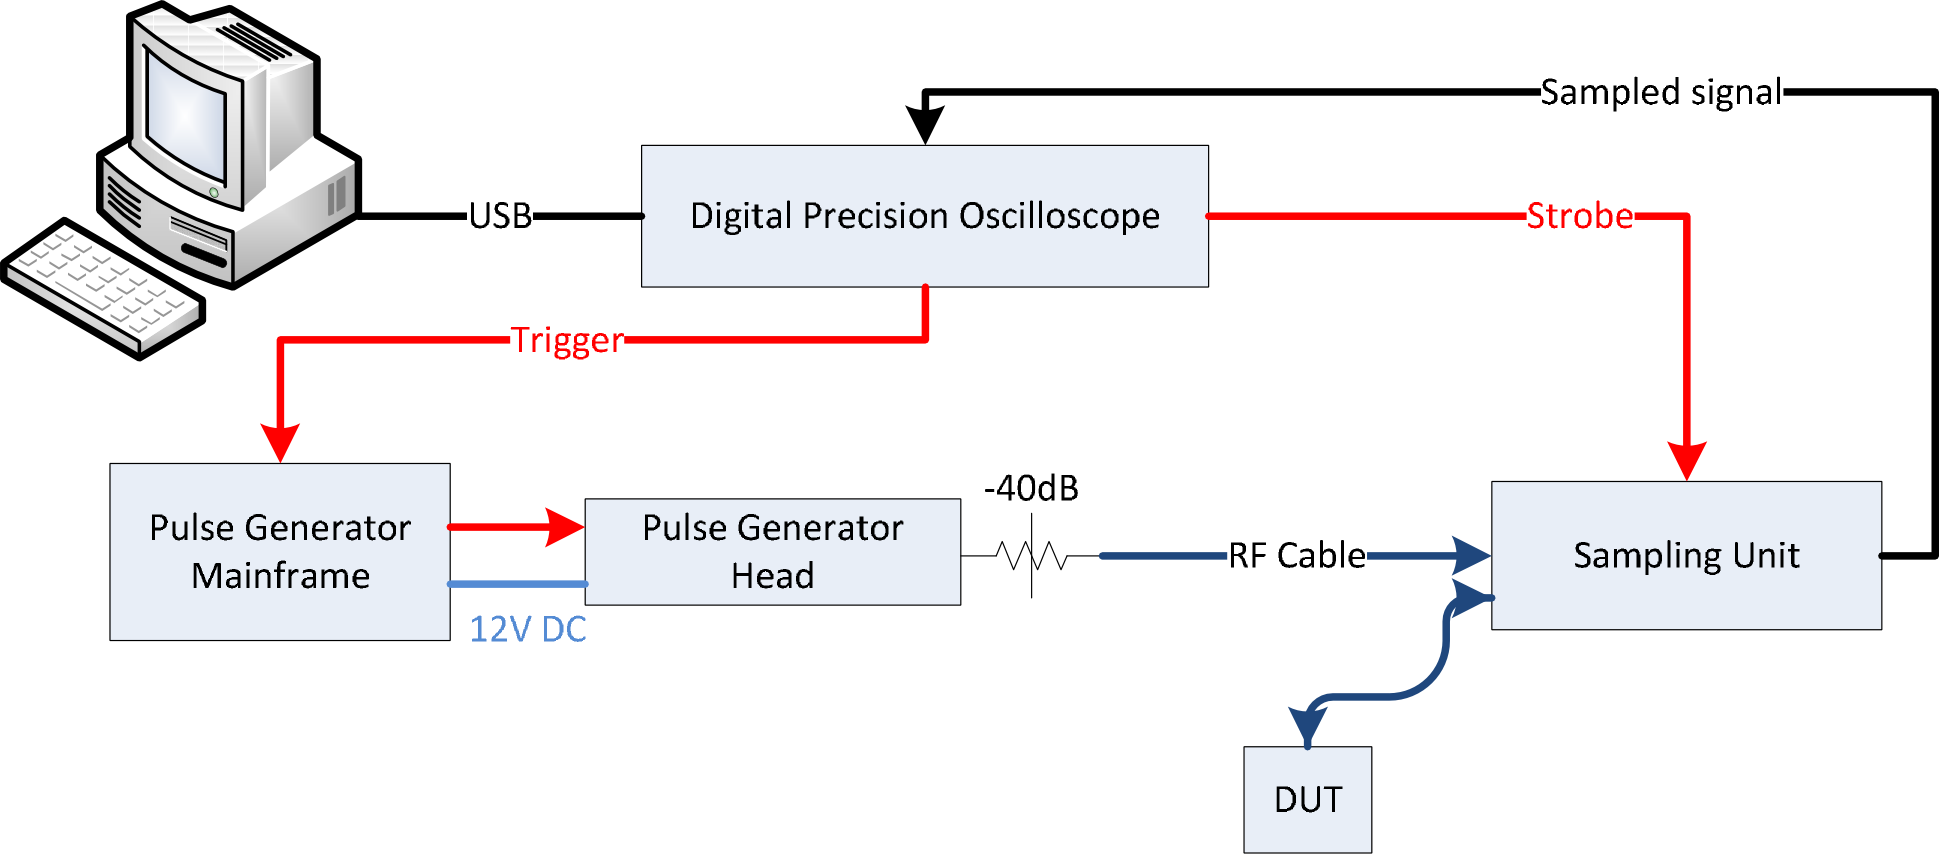 Sampled signal
USB
Digital Precision Oscilloscope
Strobe
Trigger
-40dB
Pulse Generator
Mainframe
Pulse Generator
Head
RF Cable
Sampling Unit
12V DC
DUT